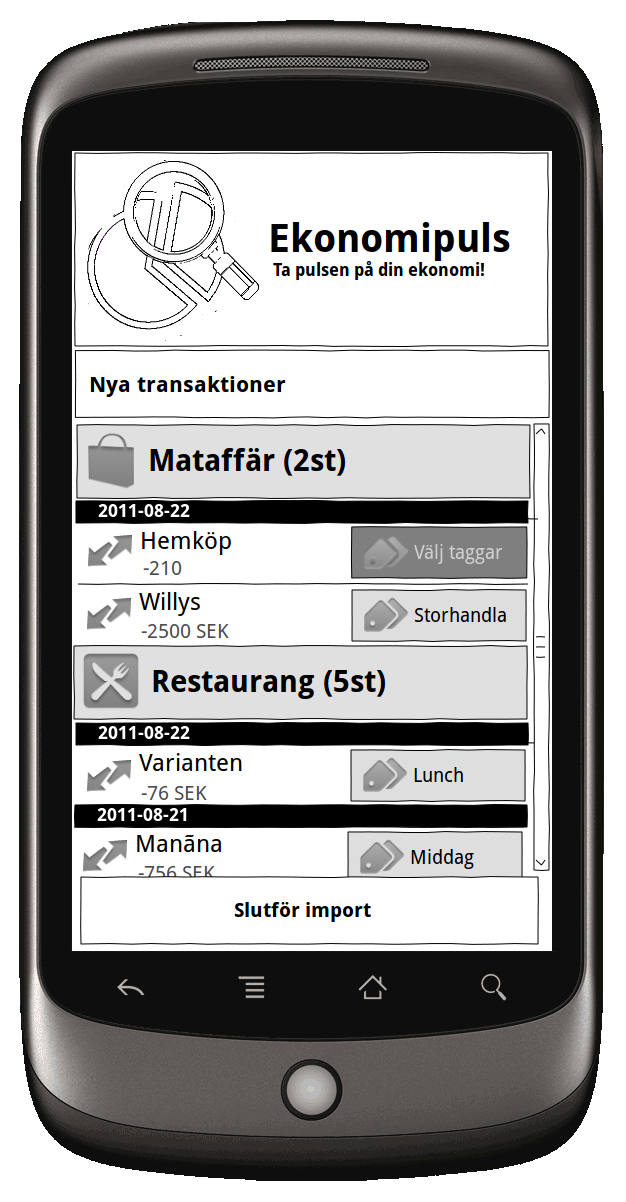 Ekonomipuls
Ta pulsen på din ekonomi!
Nya transaktioner
Mataffär (2st)
2011-08-22
Hemköp
-210
Välj taggar
Willys
-2500 SEK
Storhandla
Restaurang (5st)
2011-08-22
Varianten
-76 SEK
Lunch
2011-08-21
Manãna
-756 SEK
Middag
Slutför import